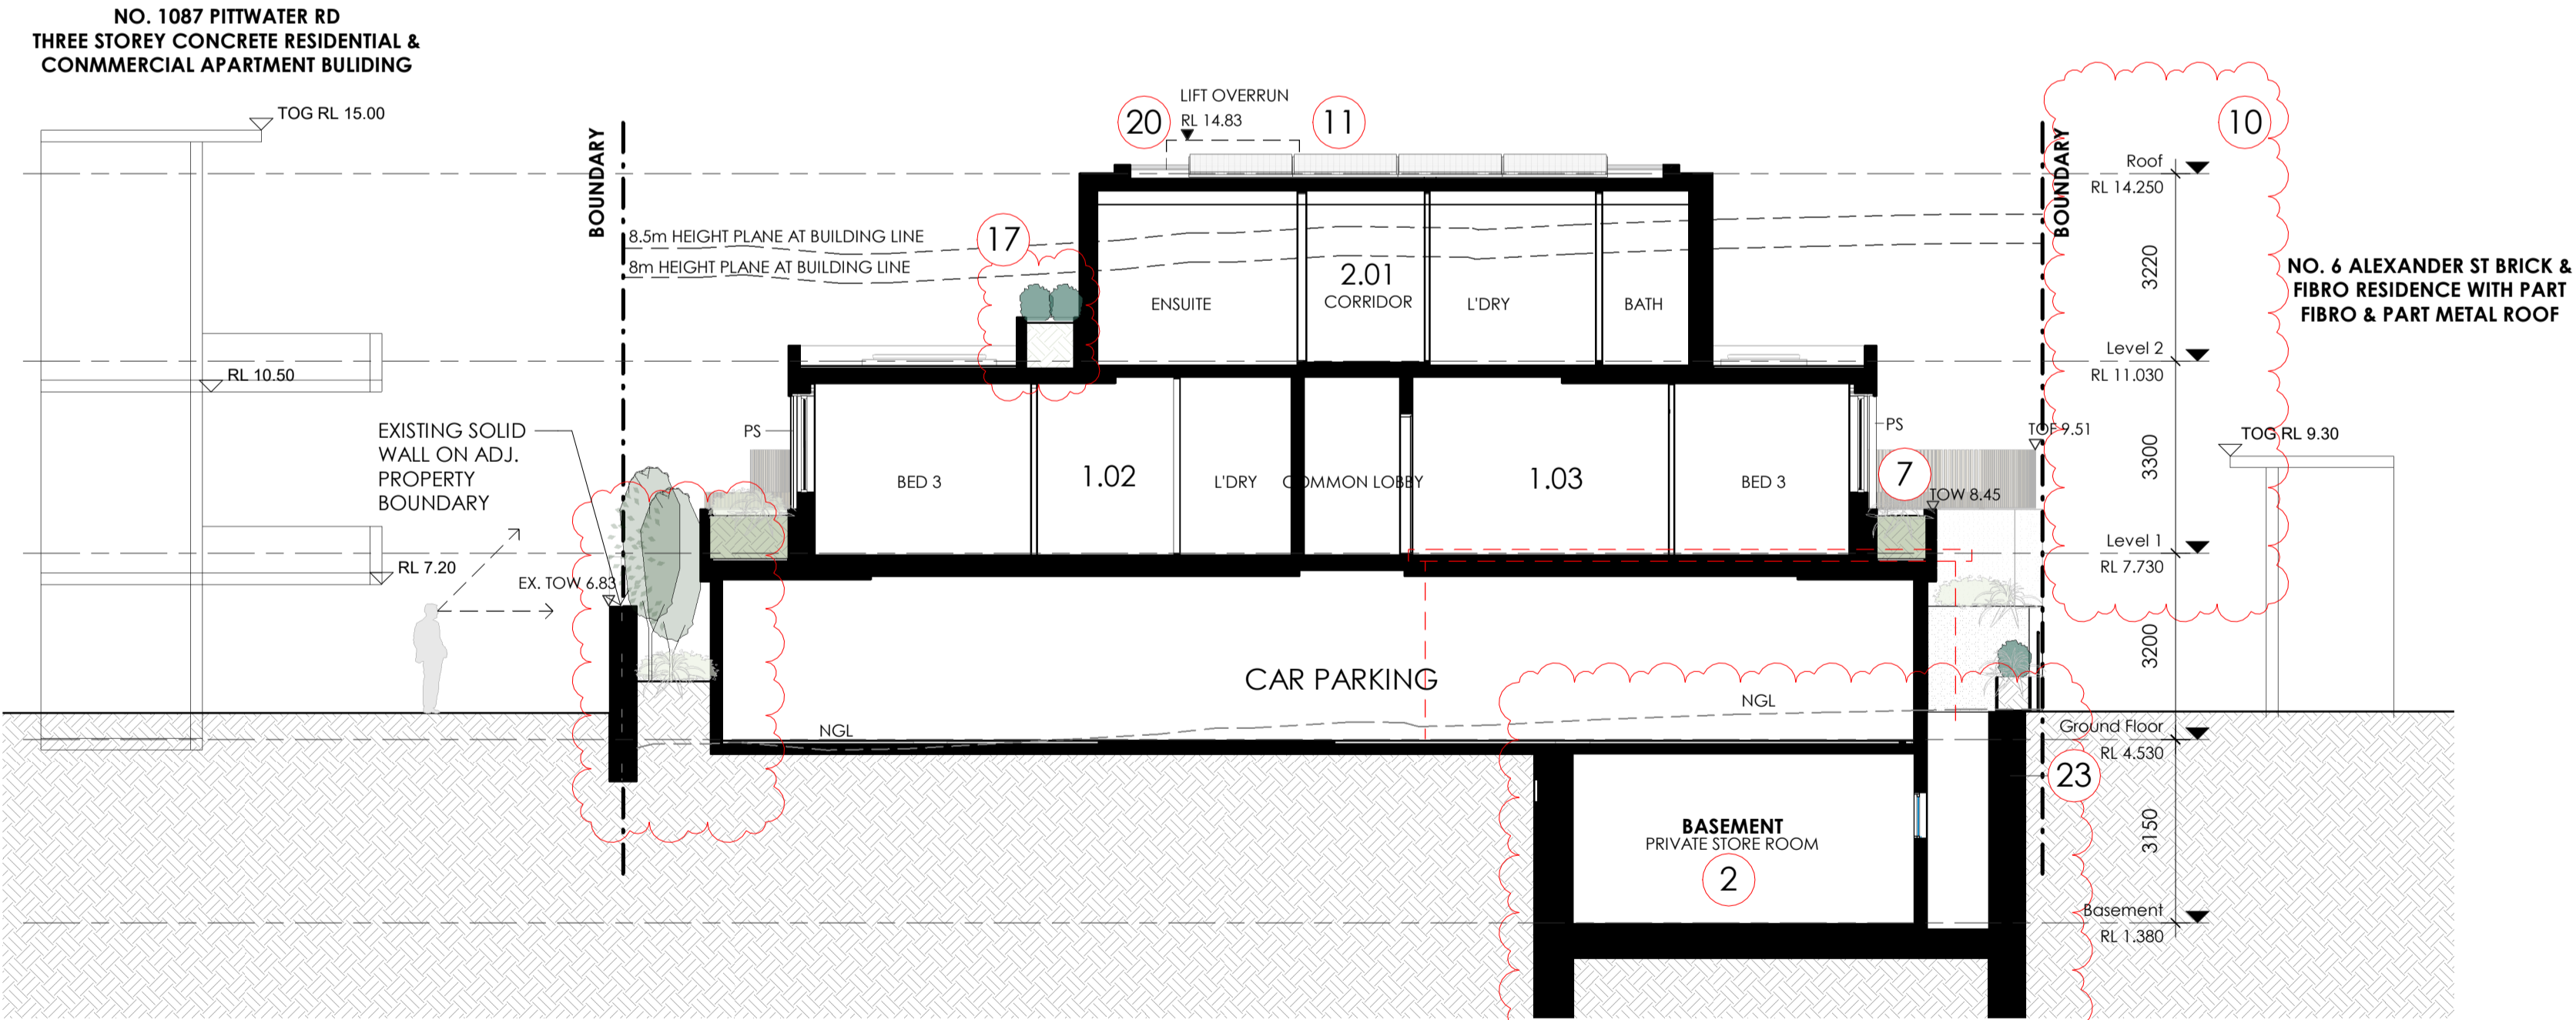 NO. 1087 PITTWATER RD
THREE STOREY CONCRETE RESIDENTIAL &
CONMMERCIAL APARTMENT BULIDING
TOG RL 15.00
BOUNDARY
20
LIFT OVERRUN
RL 14.83
11
10
BOUNDARY
Roof
RL 14.250
8.5m HEIGHT PLANE AT BUILDING LINE
17
8m HEIGHT PLANE AT BUILDING LINE
3220
NO. 6 ALEXANDER ST BRICK &
FIBRO RESIDENCE WITH PART
FIBRO & PART METAL ROOF
ENSUITE
2.01
CORRIDOR
L'DRY
BATH
RL 10.50
Level 2
RL 11.030
EXISTING SOLID
WALL ON ADJ.
PROPERTY
BOUNDARY
PS
PS
TOF 9.51
TOG RL 9.30
3300
BED 3
1.02
L'DRY
COMMON LOBBY
1.03
BED 3
7
TOW 8.45
RL 7.20
EX. TOW 6.83
Level 1
RL 7.730
3200
CAR PARKING
NGL
NGL
Ground Floor
RL 4.530
23
BASEMENT
PRIVATE STORE ROOM
2
3150
Basement
RL 1.380